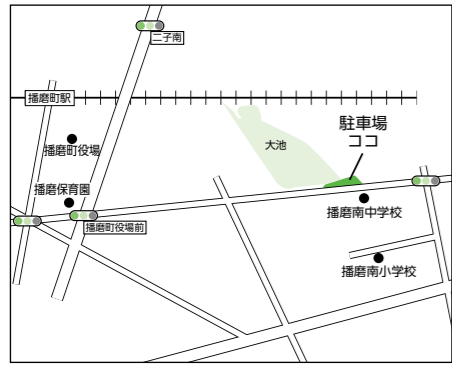 二子南
播磨町駅
播磨町役場
大池
駐車場
ココ
播磨保育園
播磨町役場前
播磨南中学校
播磨南小学校